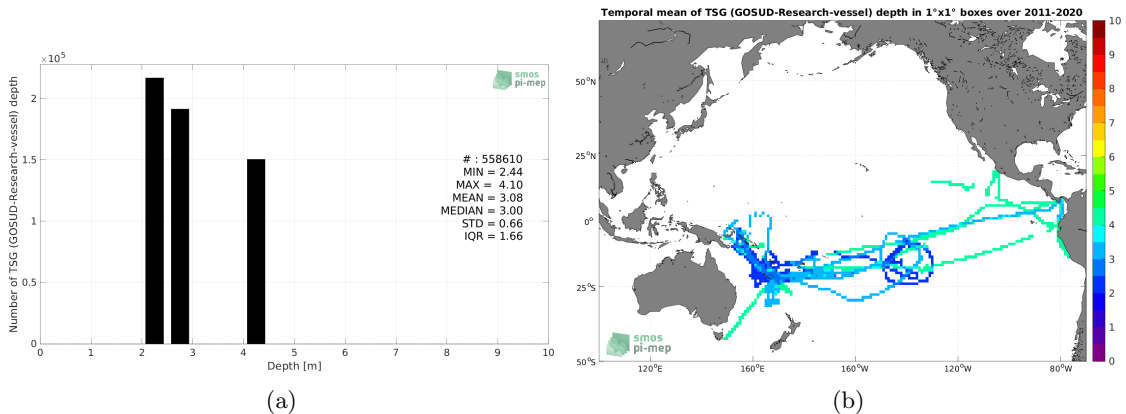 ×10⁵
2
1.5
1
0.5
0
Number of TSG (GOSUD-Research-vessel) depth
0 1 2 3 4 5 6 7 8 9 10
Depth [m]
smos
pi-mep
# : 558610
MIN = 2.44
MAX = 4.10
MEAN = 3.08
MEDIAN = 3.00
STD = 0.66
IQR = 1.66
(a)
Temporal mean of TSG (GOSUD-Research-vessel) depth in 1°x1° boxes over 2011-2020
50°N
25°N
0°
25°S
50°S
120°E 160°E 160°W 120°W 80°W
smos
pi-mep
10
9
8
7
6
5
4
3
2
1
0
(b)